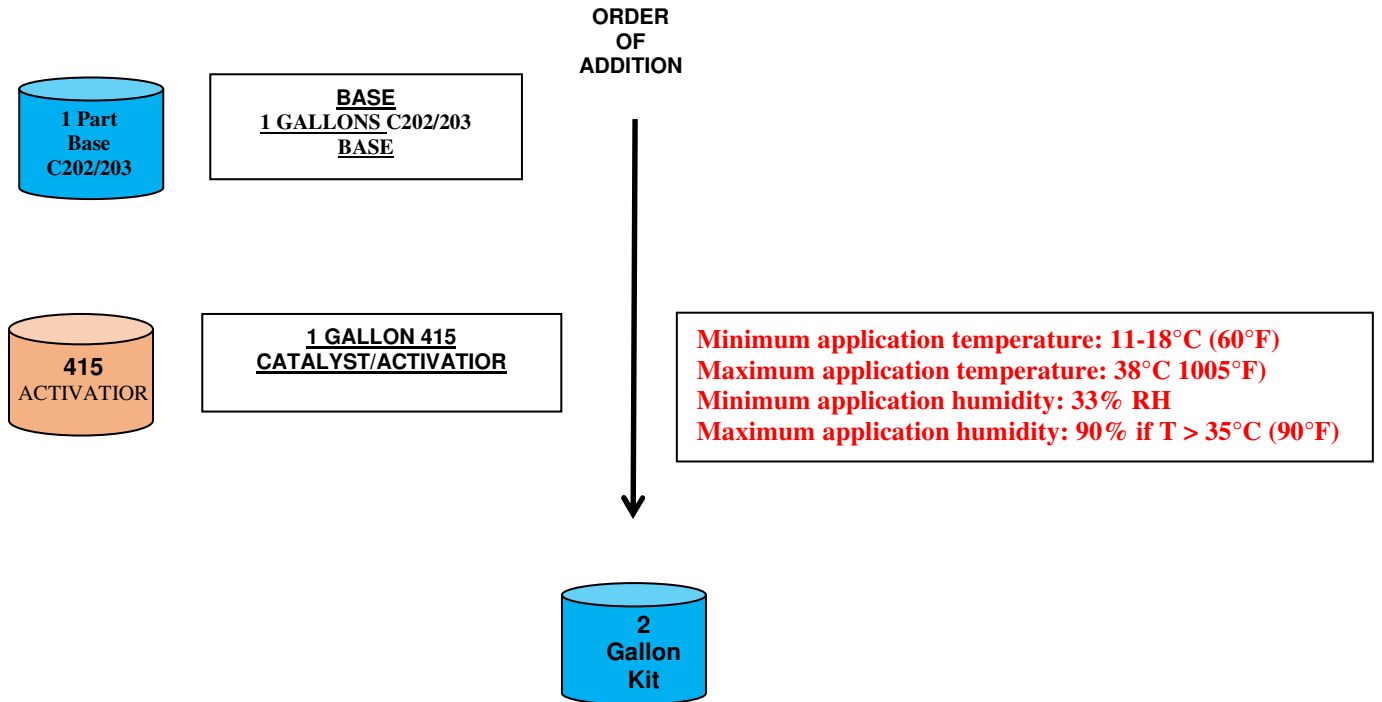 ORDER
OF
ADDITION
1 Part
Base
C202/203
BASE
1 GALLONS C202/203
BASE
415
ACTIVATIOR
1 GALLON 415
CATALYST/ACTIVATIOR
Minimum application temperature: 11-18°C (60°F)
Maximum application temperature: 38°C 1005°F)
Minimum application humidity: 33% RH
Maximum application humidity: 90% if T > 35°C (90°F)
2
Gallon
Kit